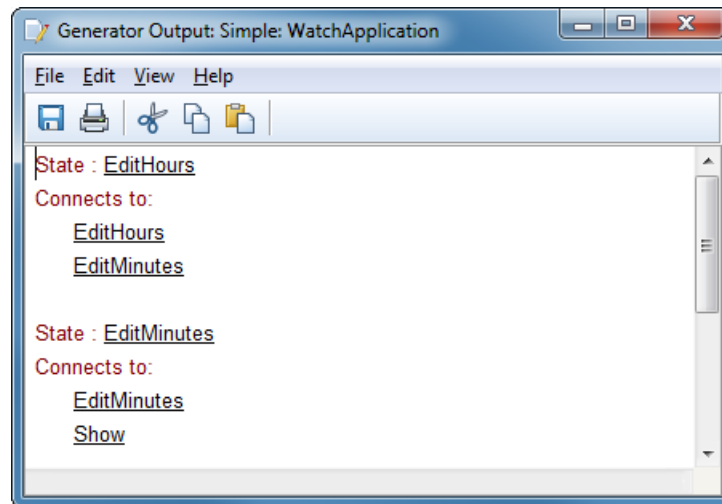 Generator Output: Simple: WatchApplication
File Edit View Help
State : EditHours
Connects to:
EditHours
EditMinutes
State : EditMinutes
Connects to:
EditMinutes
Show